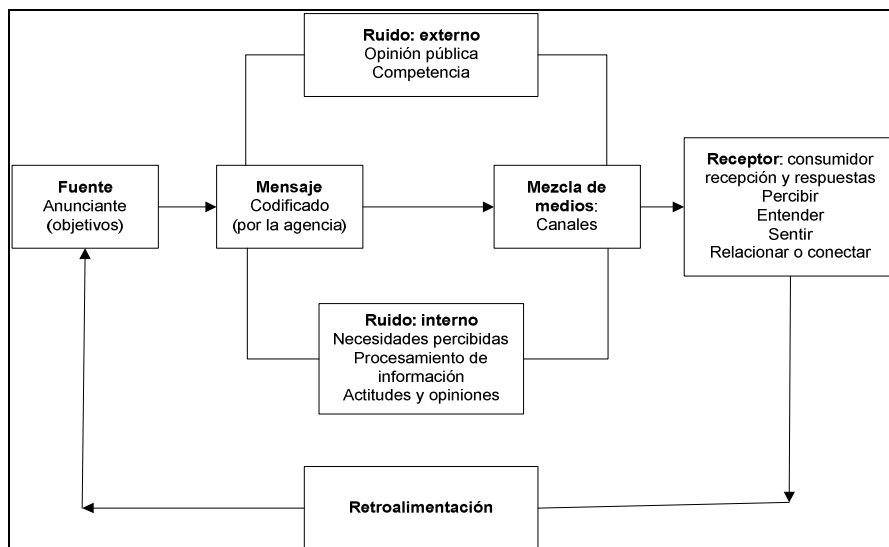 Ruido: externo
Opinión pública
Competencia
Fuente
Anunciante
(objetivos)
Mensaje
Codificado
(por la agencia)
Mezcla de
medios:
Canales
Receptor: consumidor
recepción y respuestas
Percibir
Entender
Sentir
Relacionar o conectar
Ruido: interno
Necesidades percibidas
Procesamiento de
información
Actitudes y opiniones
Retroalimentación